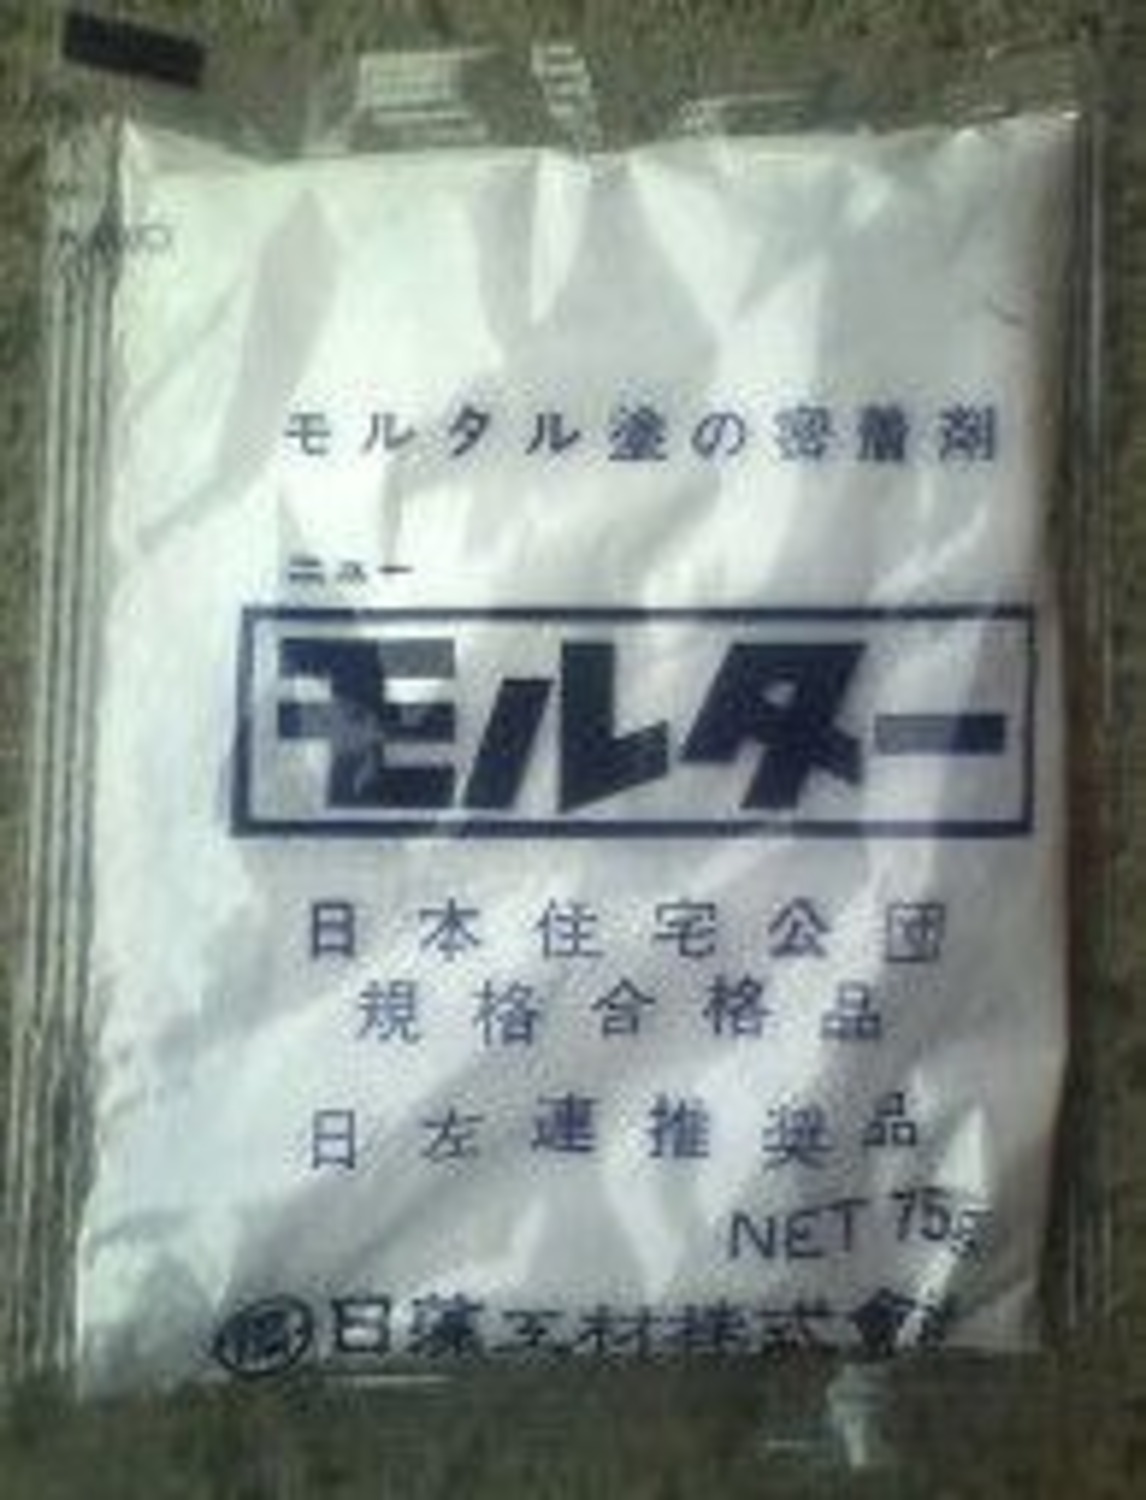 モルタル塗の密着剤
ニュー
モルター
日本住宅公団
規格合格品
日左連推奨品
NET 75g